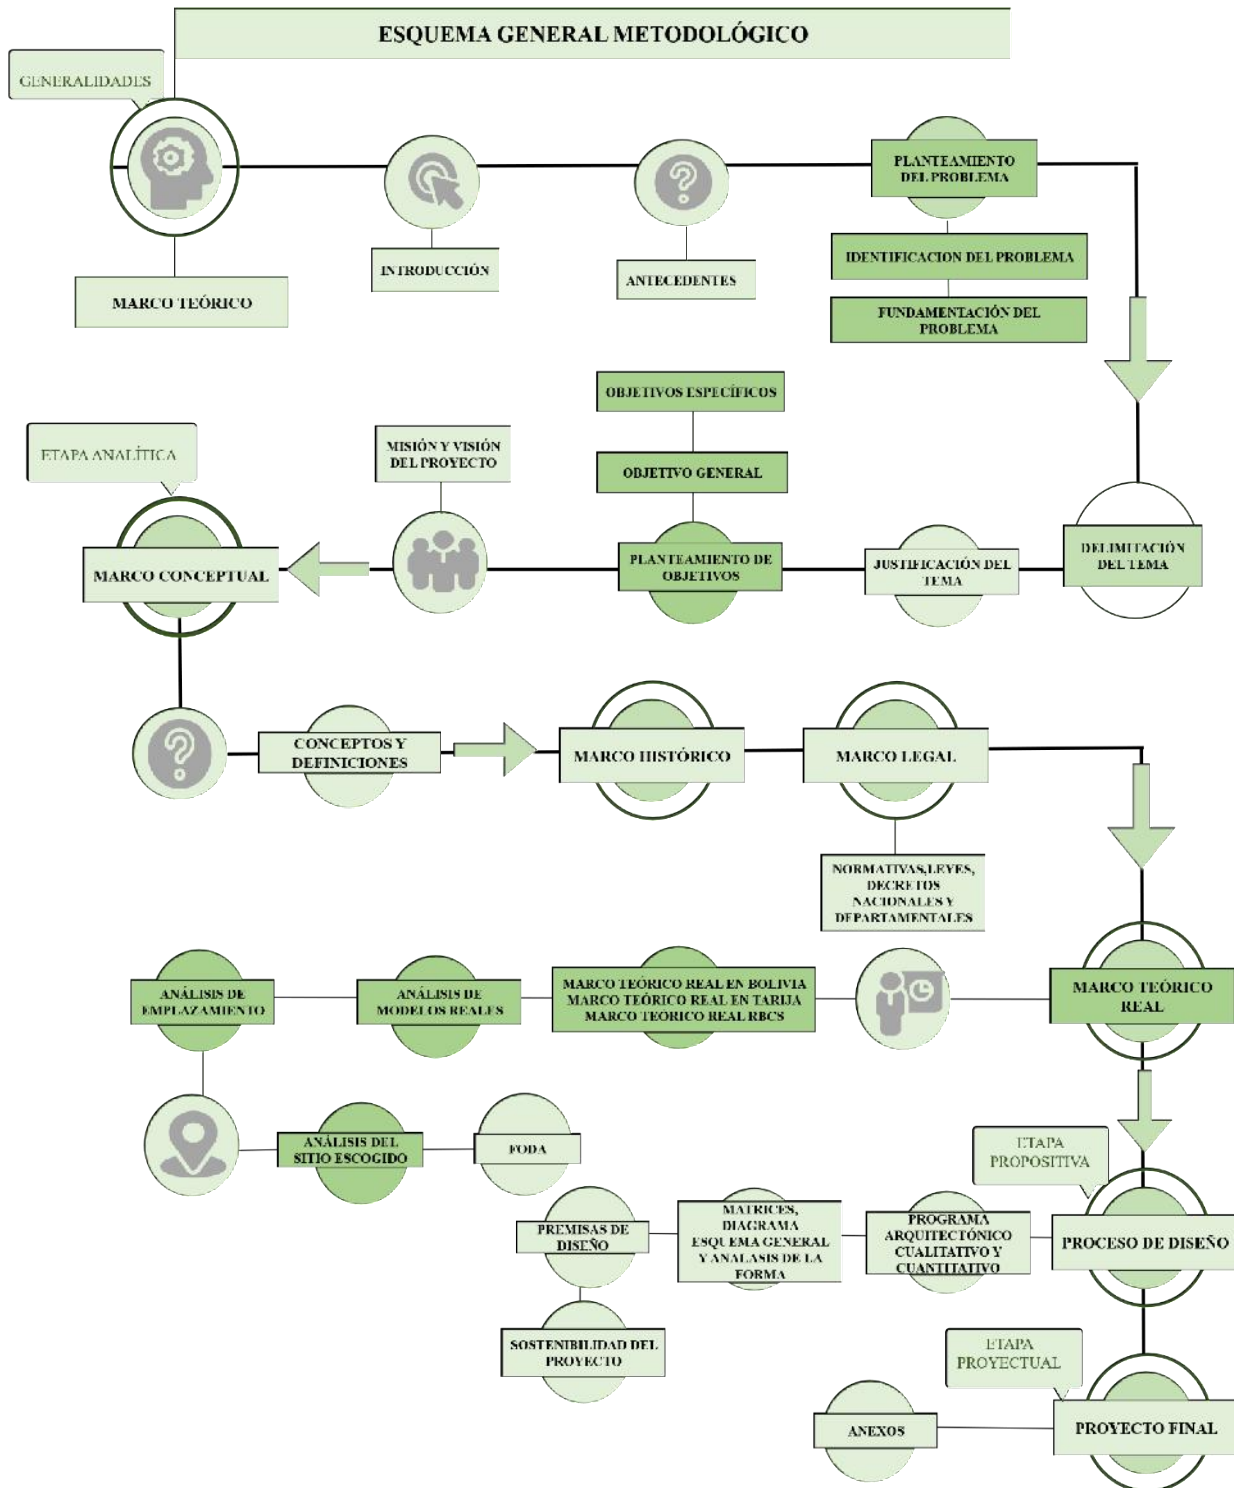 ESQUEMA GENERAL METODOLÓGICO
GENERALIDADES
MARCO TEÓRICO
INTRODUCCIÓN
ANTECEDENTES
PLANTEAMIENTO
DEL PROBLEMA
IDENTIFICACION DEL PROBLEMA
FUNDAMENTACIÓN DEL
PROBLEMA
DELIMITACIÓN
DEL TEMA
JUSTIFICACIÓN DEL
TEMA
OBJETIVOS ESPECÍFICOS
OBJETIVO GENERAL
PLANTEAMIENTO DE
OBJETIVOS
MISIÓN Y VISIÓN
DEL PROYECTO
ETAPA ANALÍTICA
MARCO CONCEPTUAL
CONCEPTOS Y
DEFINICIONES
MARCO HISTÓRICO
MARCO LEGAL
NORMATIVAS,LEYES,
DECRETOS
NACIONALES Y
DEPARTAMENTALES
MARCO TEÓRICO
REAL
MARCO TEÓRICO REAL EN BOLIVIA
MARCO TEÓRICO REAL EN TARIJA
MARCO TEÓRICO REAL RBCS
ANÁLISIS DE
MODELOS REALES
ANÁLISIS DE
EMPLAZAMIENTO
ANÁLISIS DEL
SITIO ESCOGIDO
FODA
ETAPA
PROPOSITIVA
PROCESO DE DISEÑO
PROGRAMA
ARQUITECTÓNICO
CUALITATIVO Y
CUANTITATIVO
MATRICES,
DIAGRAMA
ESQUEMA GENERAL
Y ANALASIS DE LA
FORMA
PREMISAS DE
DISEÑO
SOSTENIBILIDAD DEL
PROYECTO
ETAPA
PROYECTUAL
PROYECTO FINAL
ANEXOS